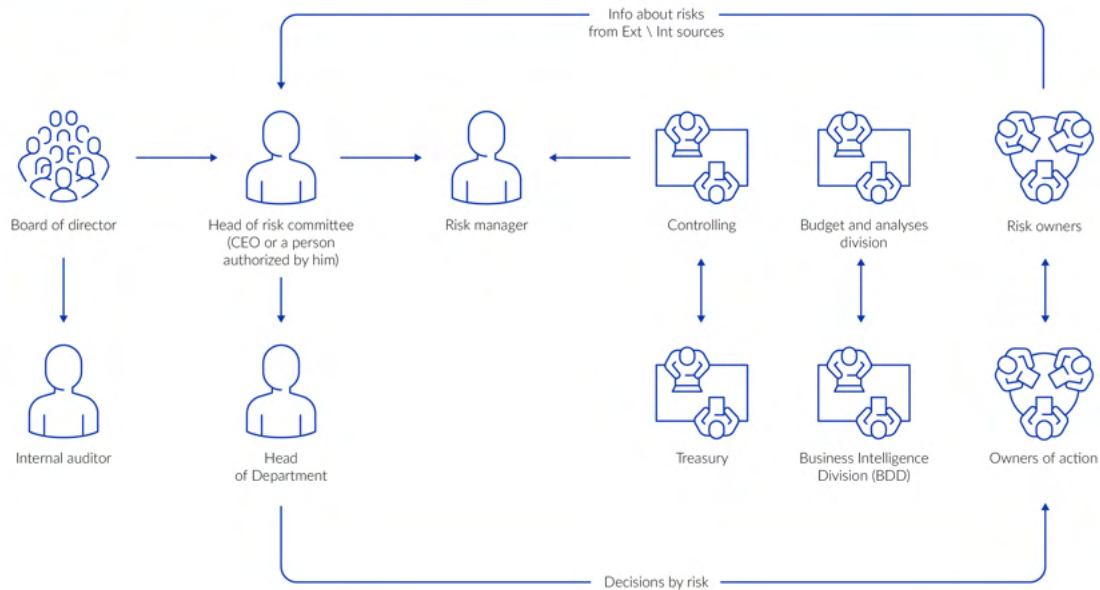 Info about risks
from Ext \ Int sources
Board of director
Head of risk committee
(CEO or a person
authorized by him)
Risk manager
Controlling
Budget and analyses
division
Risk owners
Internal auditor
Head
of Department
Treasury
Business Intelligence
Division (BDD)
Owners of action
Decisions by risk